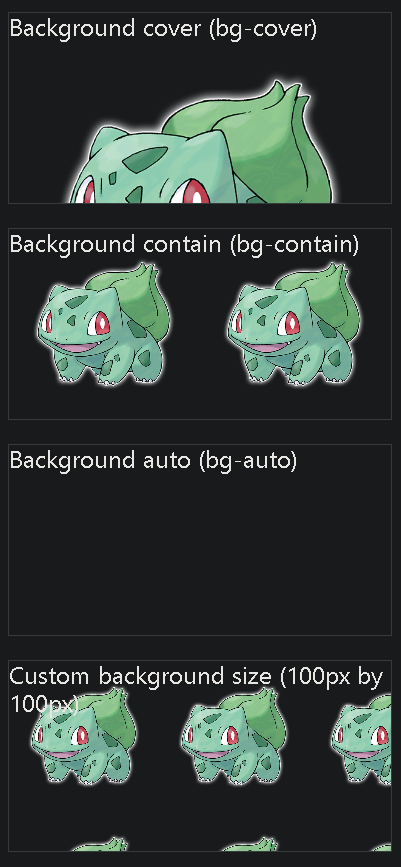 Background cover (bg-cover)
Background contain (bg-contain)
Background auto (bg-auto)
Custom background size (100px by
100px)